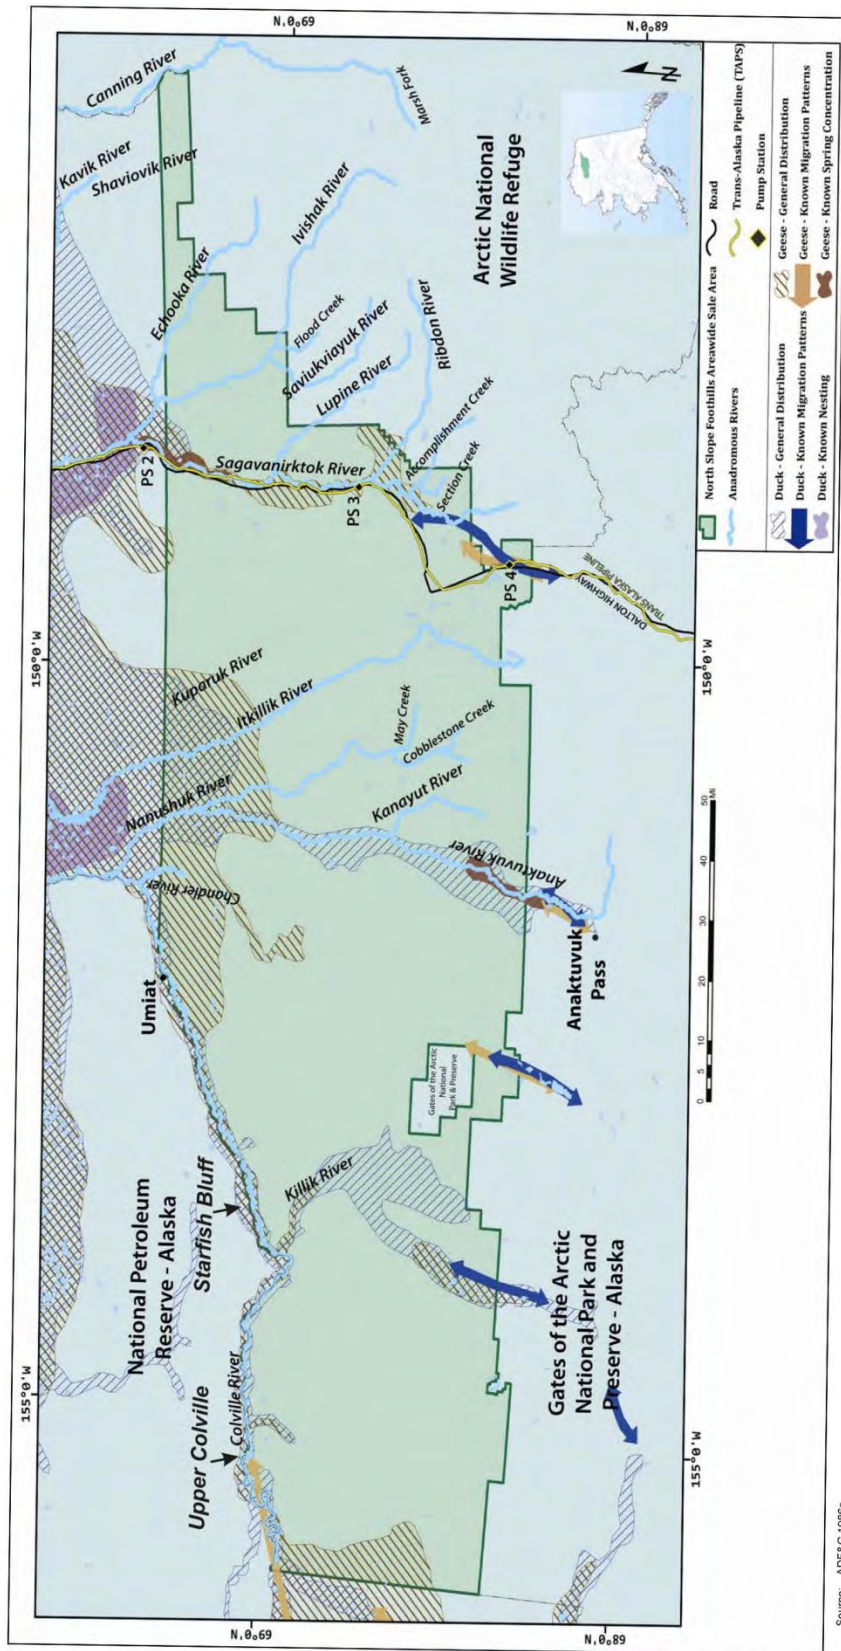 155°0'W
150°0'W
N,0₀69
N,0₀89
Upper Colville
Colville River
National Petroleum
Reserve - Alaska
Starfish Bluff
Umiat
Chandler River
Killik River
Nanushuk River
Itkillik River
Kuparuk River
May Creek
Cobblestone Creek
Kanayut River
Anaktuvuk River
Anaktuvuk
Pass
Gates of the Arctic
National
Park & Preserve
Gates of the Arctic
National Park and
Preserve - Alaska
PS 2
PS 3
PS 4
Sagavanirktok River
Echooka River
Kavik River
Shaviovik River
Canning River
Marsh Fork
Ivishak River
Flood Creek
Saviukviayuk River
Lupine River
Ribdon River
Accomplishment Creek
Section Creek
DALTON HIGHWAY
TRANS ALASKA PIPELINE
Arctic National
Wildlife Refuge
N
N,0₀69
N,0₀89
155°0'W
150°0'W
0 5 10 20 30 40 50
Mi
North Slope Foothills Areawide Sale Area
Anadromous Rivers
Road
Trans-Alaska Pipeline (TAPS)
Pump Station
Duck - General Distribution
Duck - Known Migration Patterns
Duck - Known Nesting
Geese - General Distribution
Geese - Known Migration Patterns
Geese - Known Spring Concentration
Source: